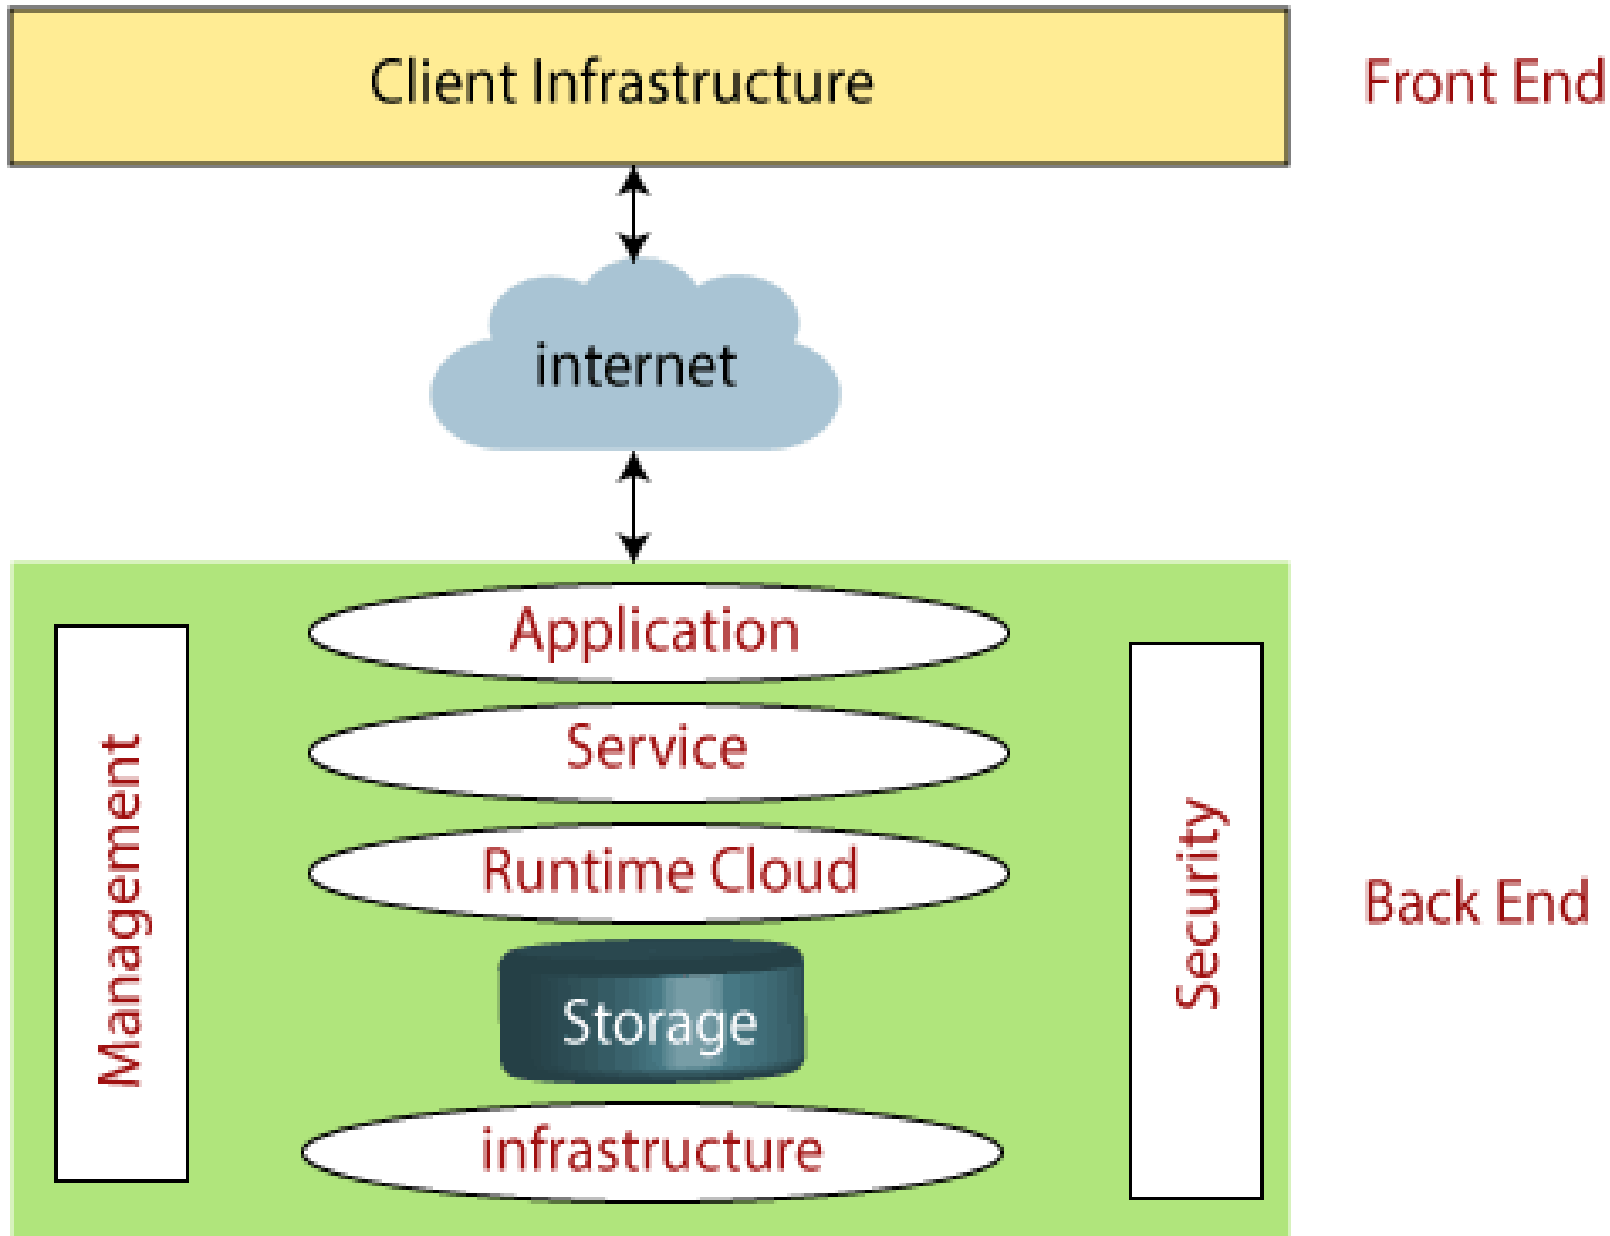 Client Infrastructure
Front End
internet
Application
Service
Runtime Cloud
Storage
infrastructure
Management
Security
Back End